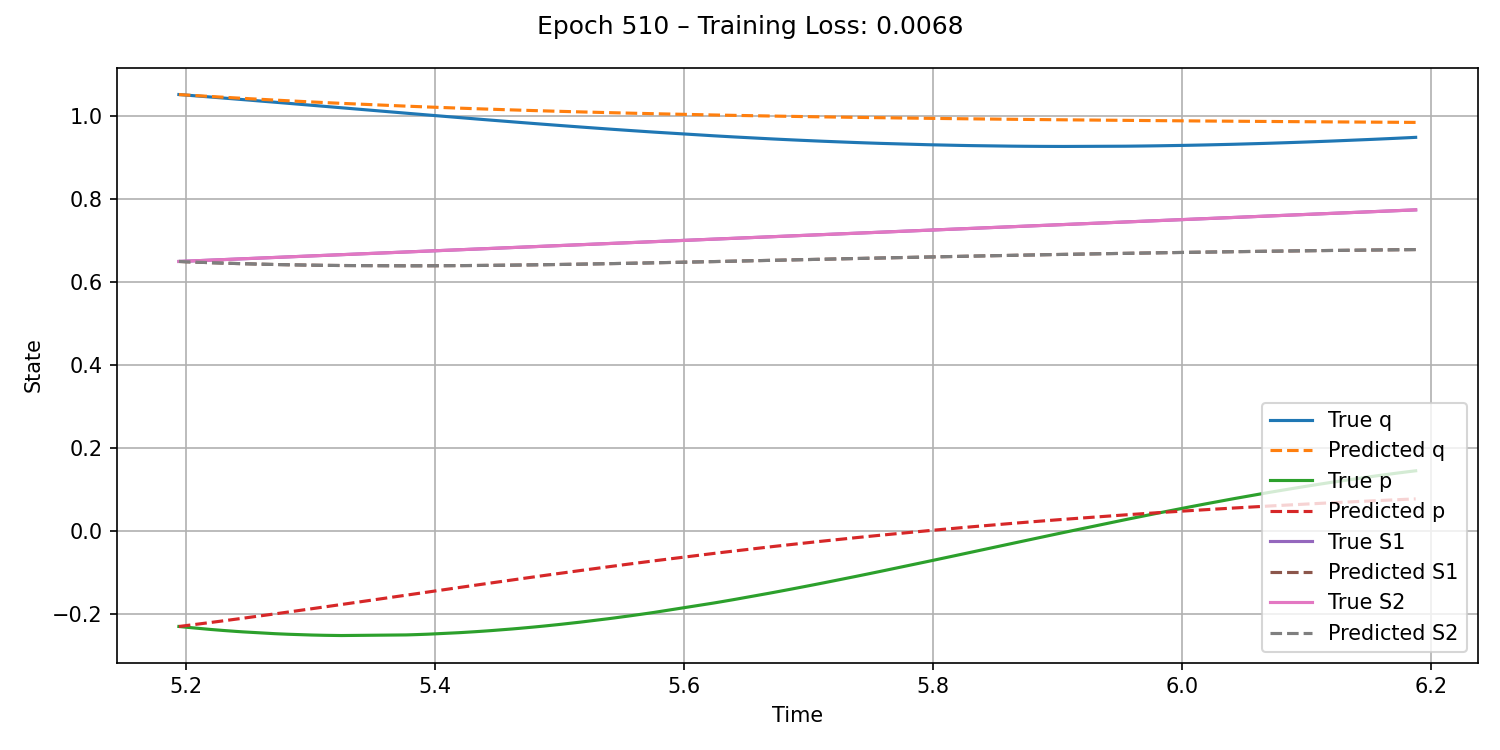 Epoch 510 – Training Loss: 0.0068
State
1.0
0.8
0.6
0.4
0.2
0.0
−0.2
True q
Predicted q
True p
Predicted p
True S1
Predicted S1
True S2
Predicted S2
5.2
5.4
5.6
5.8
6.0
6.2
Time